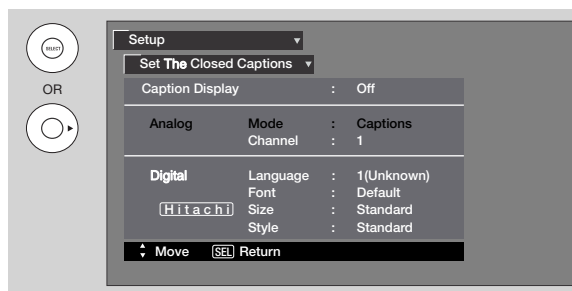 SELECT
OR
Setup
Set The Closed Captions
Caption Display : Off
Analog Mode : Captions
Channel : 1
Digital Language : 1(Unknown)
Font : Default
Hitachi Size : Standard
Style : Standard
Move SEL Return